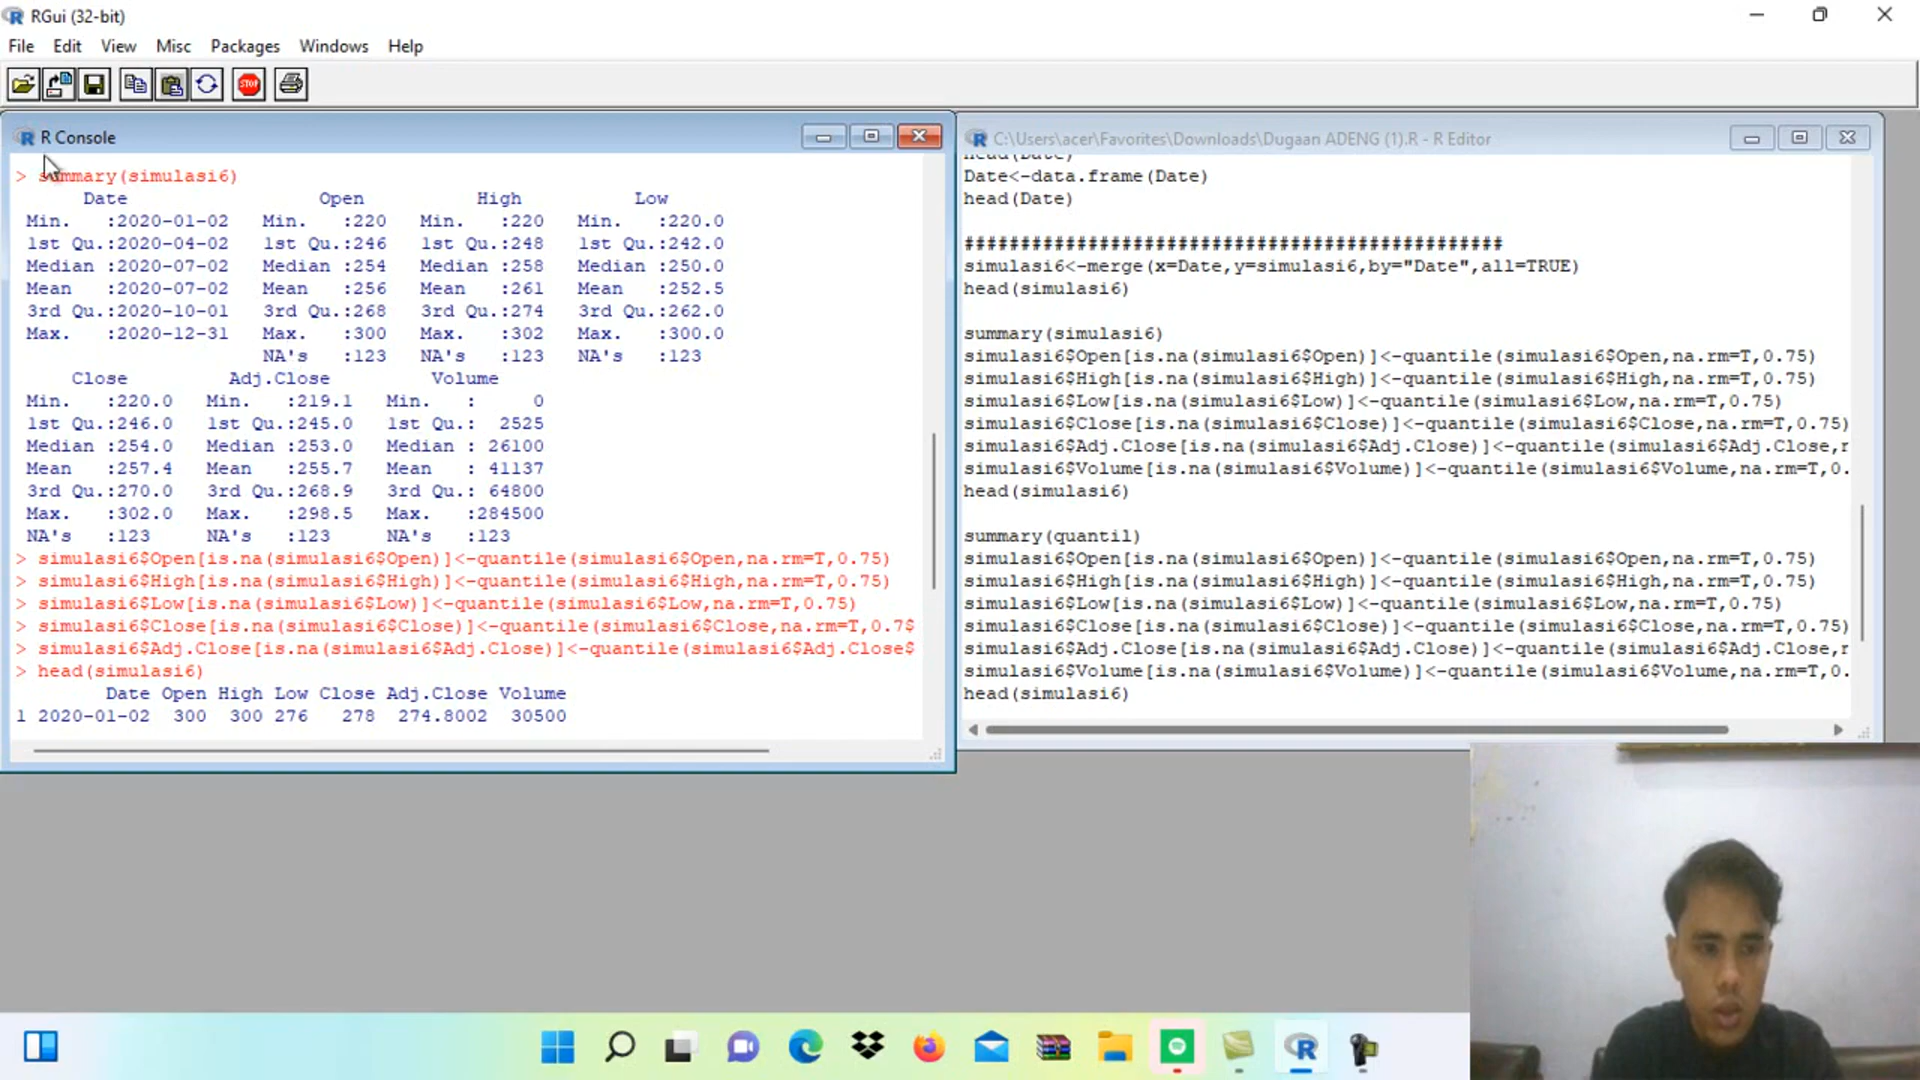 RGui (32-bit)
File Edit View Misc Packages Windows Help
STOP
R Console
> summary(simulasi6)
Date Open High Low
Min. :2020-01-02 Min. :220 Min. :220 Min. :220.0
1st Qu.:2020-04-02 1st Qu.:246 1st Qu.:248 1st Qu.:242.0
Median :2020-07-02 Median :254 Median :258 Median :250.0
Mean :2020-07-02 Mean :256 Mean :261 Mean :252.5
3rd Qu.:2020-10-01 3rd Qu.:268 3rd Qu.:274 3rd Qu.:262.0
Max. :2020-12-31 Max. :300 Max. :302 Max. :300.0
NA's :123 NA's :123 NA's :123
Close Adj.Close Volume
Min. :220.0 Min. :219.1 Min. : 0
1st Qu.:246.0 1st Qu.:245.0 1st Qu.: 2525
Median :254.0 Median :253.0 Median : 26100
Mean :257.4 Mean :255.7 Mean : 41137
3rd Qu.:270.0 3rd Qu.:268.9 3rd Qu.: 64800
Max. :302.0 Max. :298.5 Max. :284500
NA's :123 NA's :123 NA's :123
> simulasi6$Open[is.na(simulasi6$Open)]<-quantile(simulasi6$Open,na.rm=T,0.75)
> simulasi6$High[is.na(simulasi6$High)]<-quantile(simulasi6$High,na.rm=T,0.75)
> simulasi6$Low[is.na(simulasi6$Low)]<-quantile(simulasi6$Low,na.rm=T,0.75)
> simulasi6$Close[is.na(simulasi6$Close)]<-quantile(simulasi6$Close,na.rm=T,0.7$
> simulasi6$Adj.Close[is.na(simulasi6$Adj.Close)]<-quantile(simulasi6$Adj.Close$
> head(simulasi6)
Date Open High Low Close Adj.Close Volume
1 2020-01-02 300 300 276 278 274.8002 30500
C:\Users\acer\Favorites\Downloads\Dugaan ADENG (1).R - R Editor
head(Date)
Date<-data.frame(Date)
head(Date)
################################################
simulasi6<-merge(x=Date,y=simulasi6,by="Date",all=TRUE)
head(simulasi6)
summary(simulasi6)
simulasi6$Open[is.na(simulasi6$Open)]<-quantile(simulasi6$Open,na.rm=T,0.75)
simulasi6$High[is.na(simulasi6$High)]<-quantile(simulasi6$High,na.rm=T,0.75)
simulasi6$Low[is.na(simulasi6$Low)]<-quantile(simulasi6$Low,na.rm=T,0.75)
simulasi6$Close[is.na(simulasi6$Close)]<-quantile(simulasi6$Close,na.rm=T,0.75)
simulasi6$Adj.Close[is.na(simulasi6$Adj.Close)]<-quantile(simulasi6$Adj.Close,r
simulasi6$Volume[is.na(simulasi6$Volume)]<-quantile(simulasi6$Volume,na.rm=T,0.
head(simulasi6)
summary(quantil)
simulasi6$Open[is.na(simulasi6$Open)]<-quantile(simulasi6$Open,na.rm=T,0.75)
simulasi6$High[is.na(simulasi6$High)]<-quantile(simulasi6$High,na.rm=T,0.75)
simulasi6$Low[is.na(simulasi6$Low)]<-quantile(simulasi6$Low,na.rm=T,0.75)
simulasi6$Close[is.na(simulasi6$Close)]<-quantile(simulasi6$Close,na.rm=T,0.75)
simulasi6$Adj.Close[is.na(simulasi6$Adj.Close)]<-quantile(simulasi6$Adj.Close,r
simulasi6$Volume[is.na(simulasi6$Volume)]<-quantile(simulasi6$Volume,na.rm=T,0.
head(simulasi6)